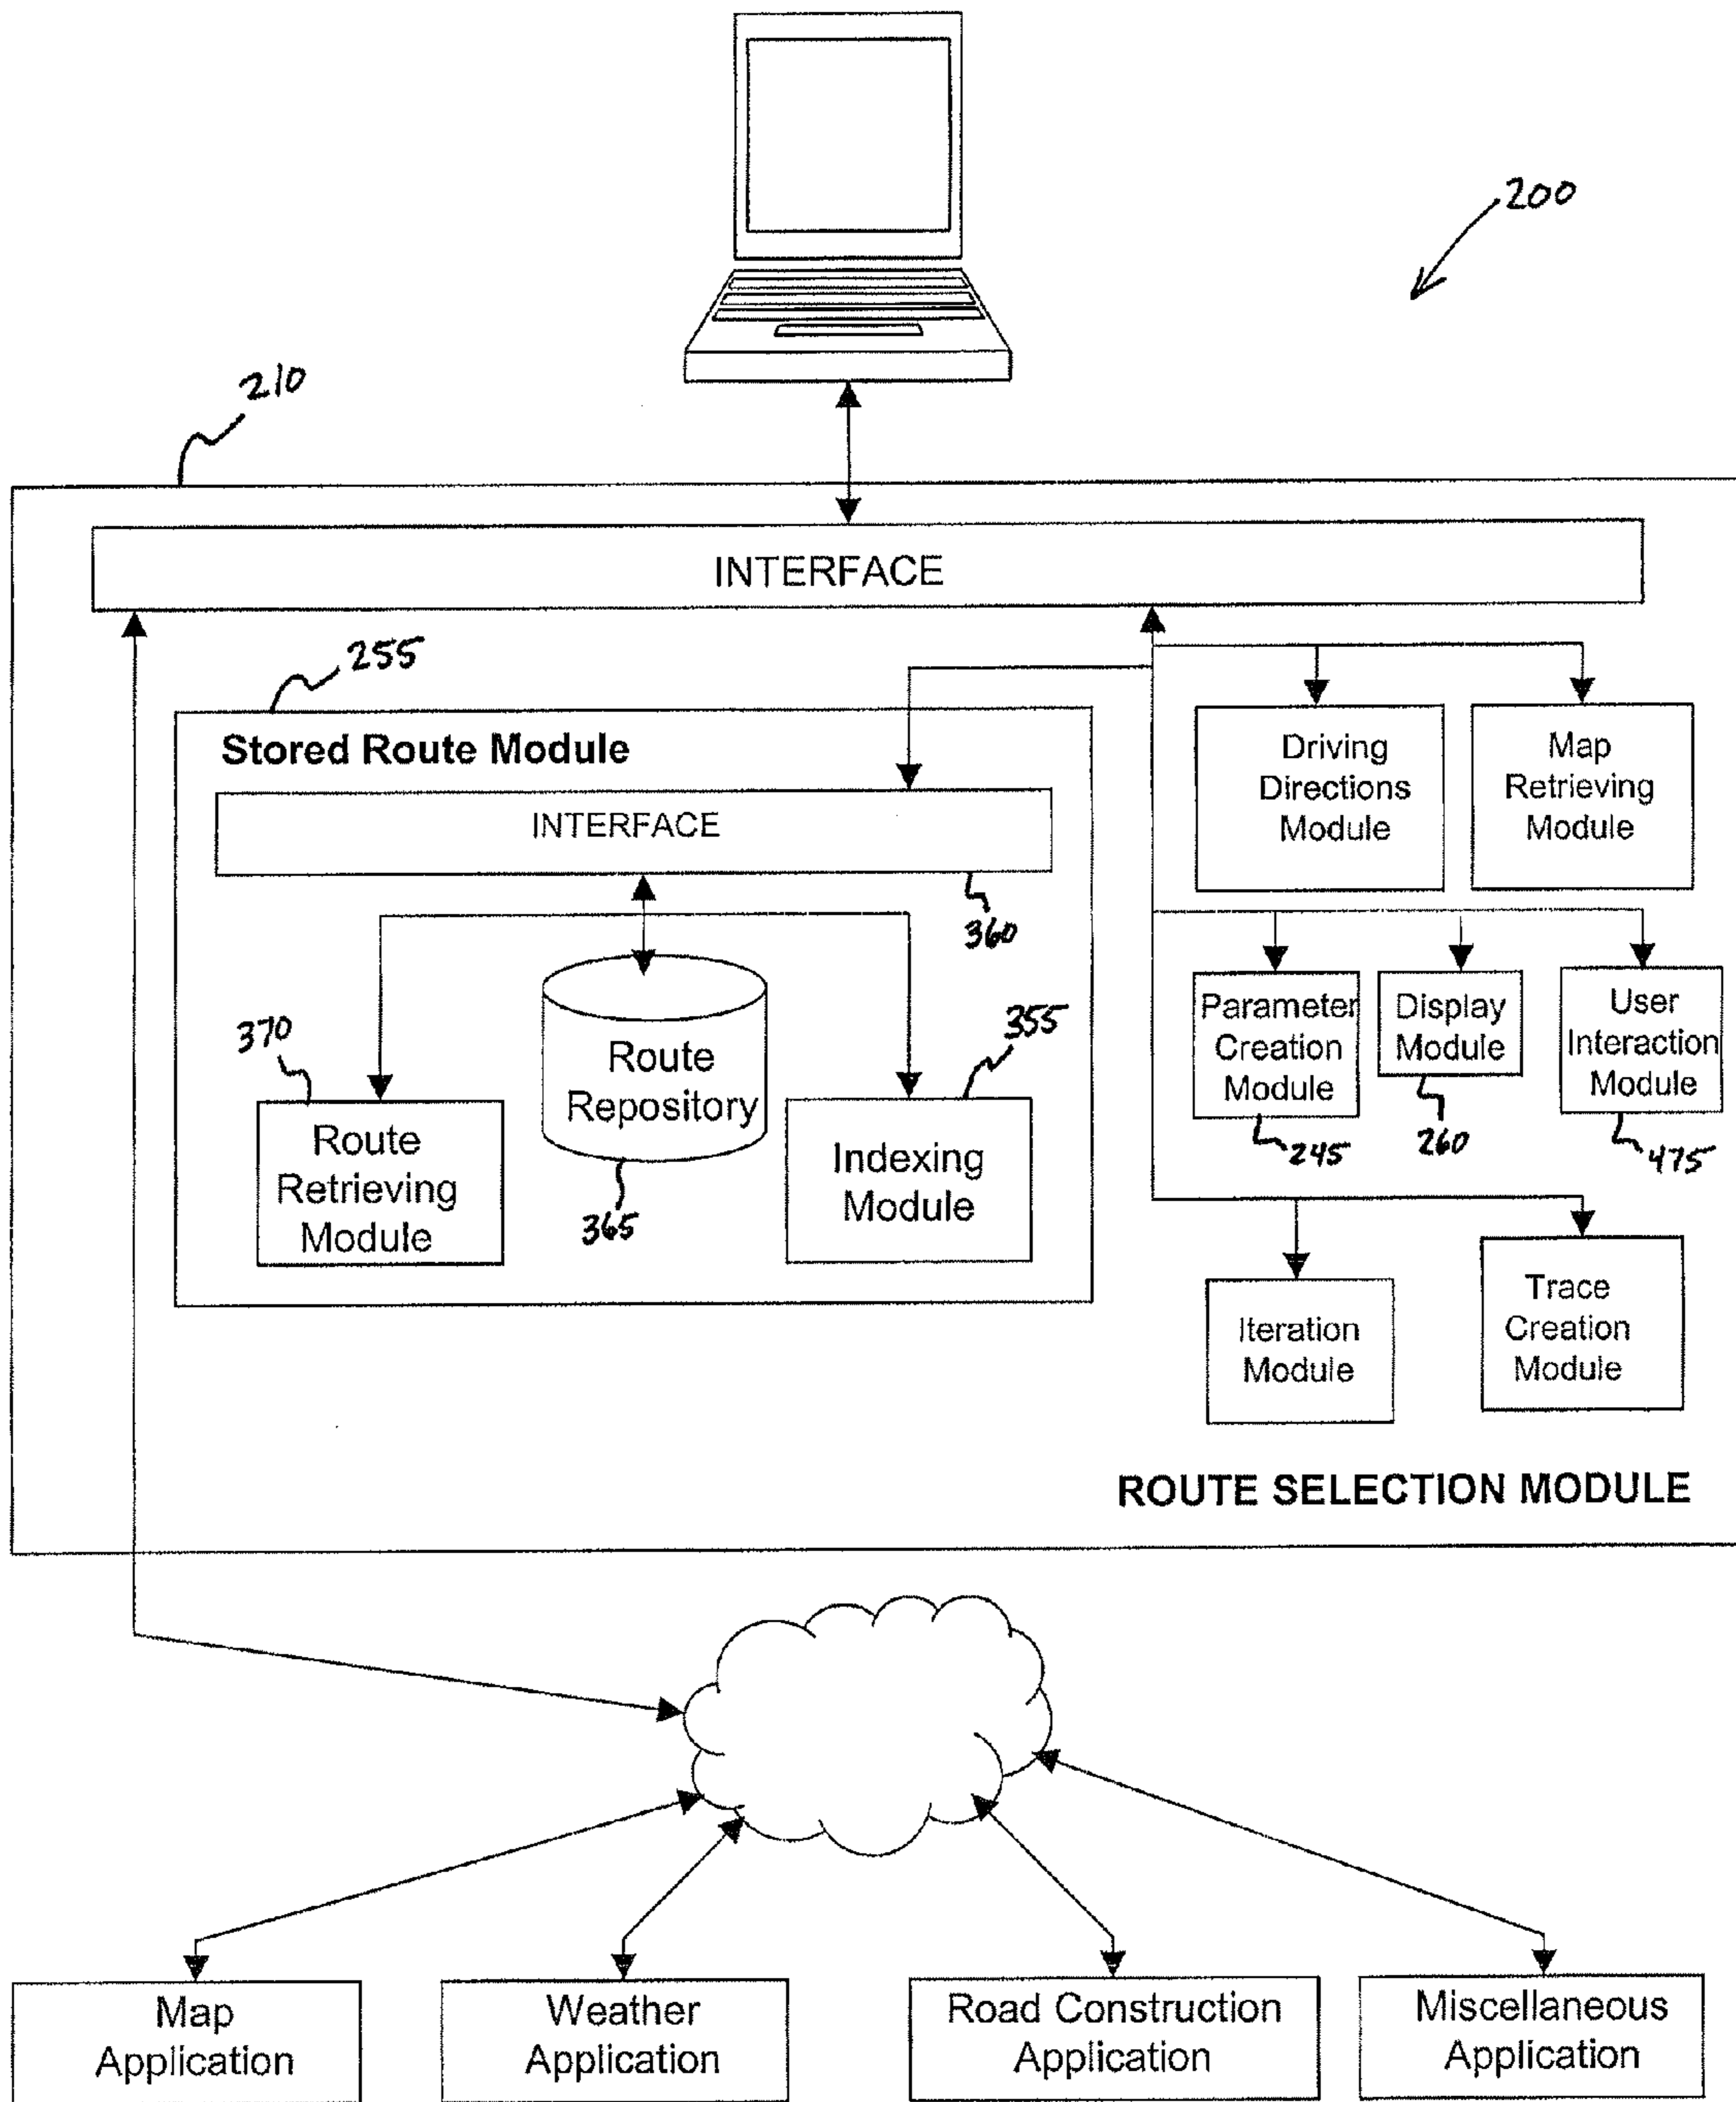 200
210
INTERFACE
255
Stored Route Module
INTERFACE
360
370
Route
Retrieving
Module
Route
Repository
365
355
Indexing
Module
Driving
Directions
Module
Map
Retrieving
Module
Parameter
Creation
Module
245
Display
Module
260
User
Interaction
Module
475
Iteration
Module
Trace
Creation
Module
ROUTE SELECTION MODULE
Map
Application
Weather
Application
Road Construction
Application
Miscellaneous
Application